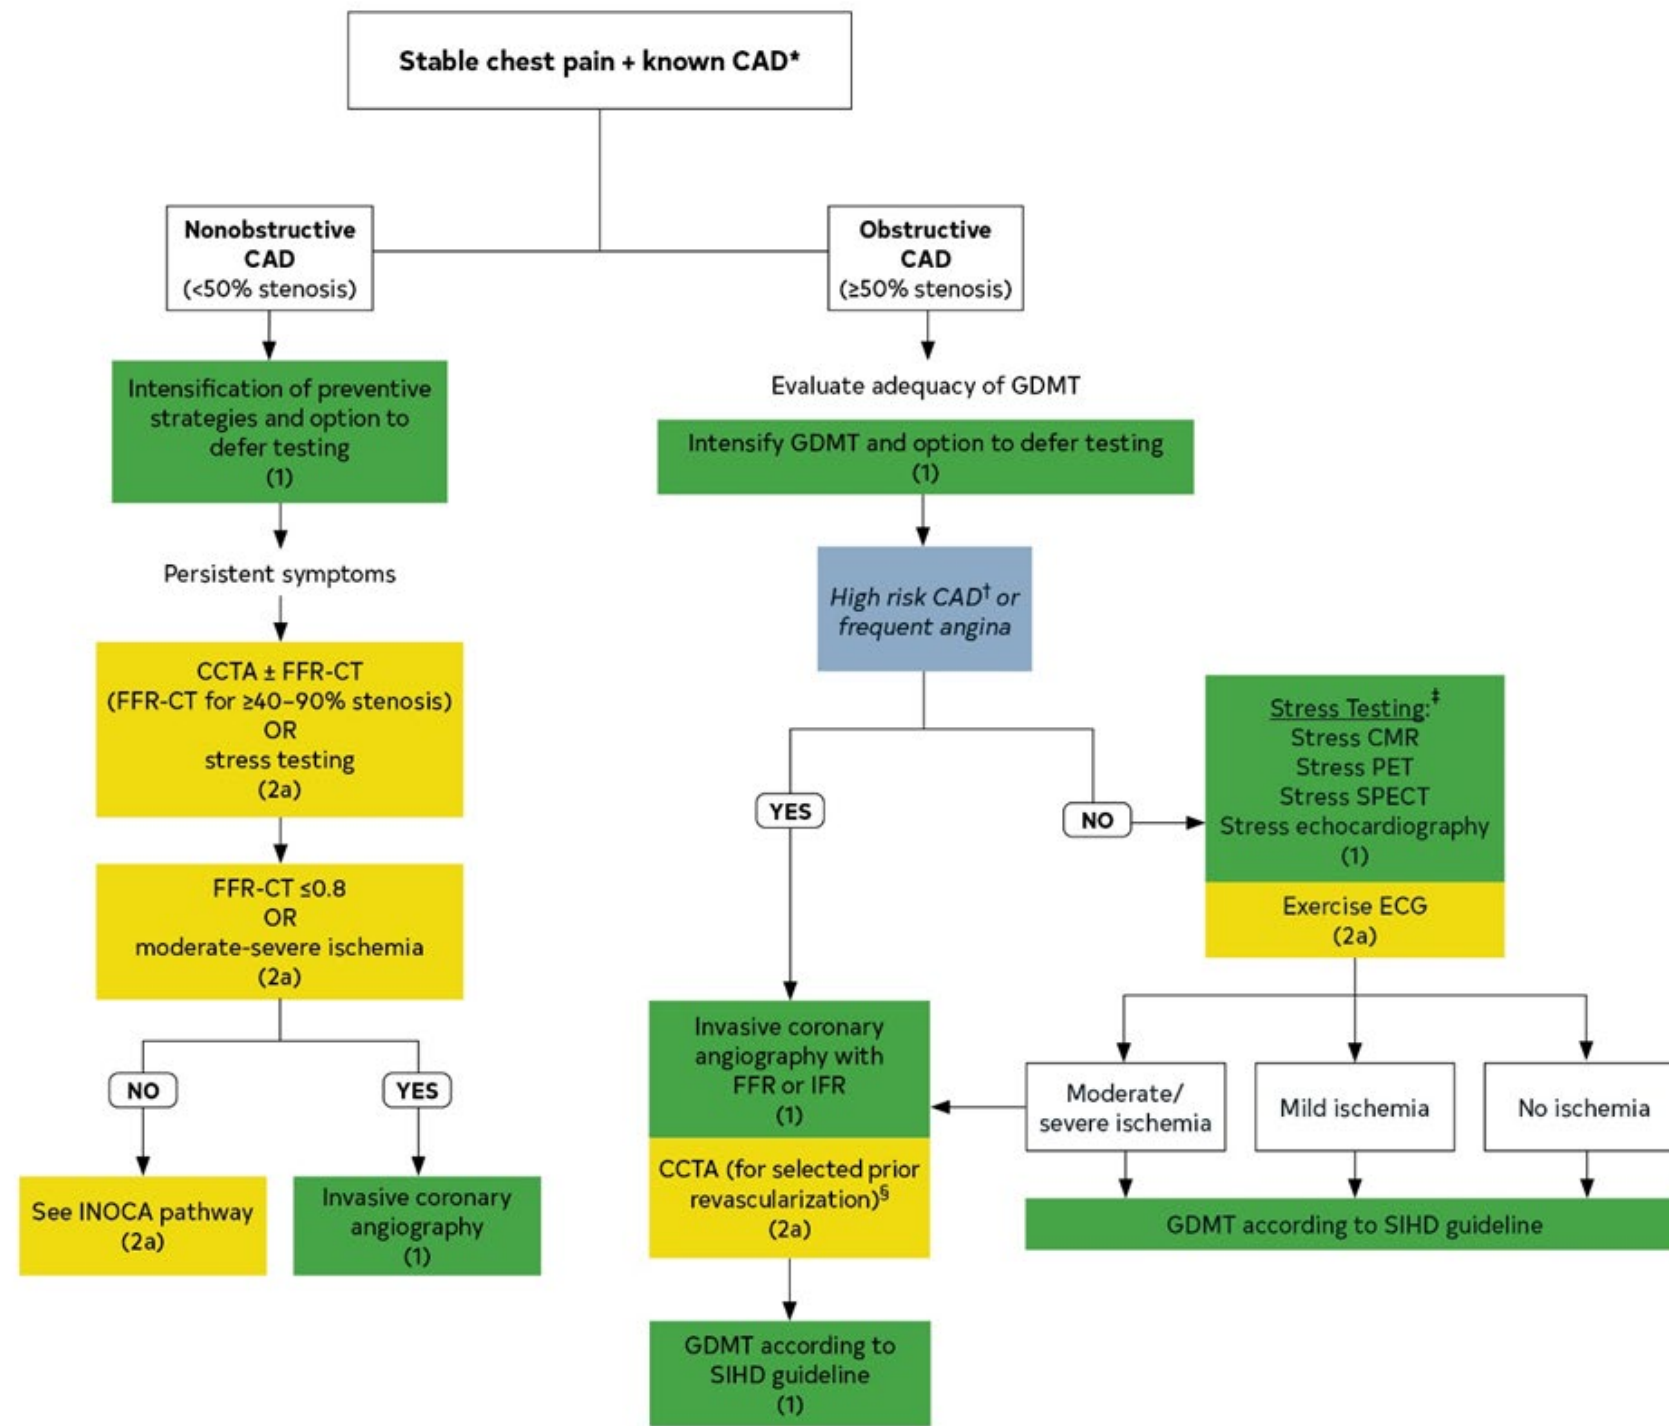 Stable chest pain + known CAD*
Nonobstructive
CAD
(<50% stenosis)
Obstructive
CAD
(≥50% stenosis)
Intensification of preventive
strategies and option to
defer testing
(1)
Evaluate adequacy of GDMT
Intensify GDMT and option to defer testing
(1)
Persistent symptoms
High risk CAD† or
frequent angina
CCTA ± FFR-CT
(FFR-CT for ≥40–90% stenosis)
OR
stress testing
(2a)
Stress Testing:‡
Stress CMR
Stress PET
Stress SPECT
Stress echocardiography
(1)
Exercise ECG
(2a)
YES
NO
FFR-CT ≤0.8
OR
moderate-severe ischemia
(2a)
NO
YES
See INOCA pathway
(2a)
Invasive coronary
angiography
(1)
Invasive coronary
angiography with
FFR or IFR
(1)
CCTA (for selected prior
revascularization)§
(2a)
Moderate/
severe ischemia
Mild ischemia
No ischemia
GDMT according to SIHD guideline
GDMT according to
SIHD guideline
(1)